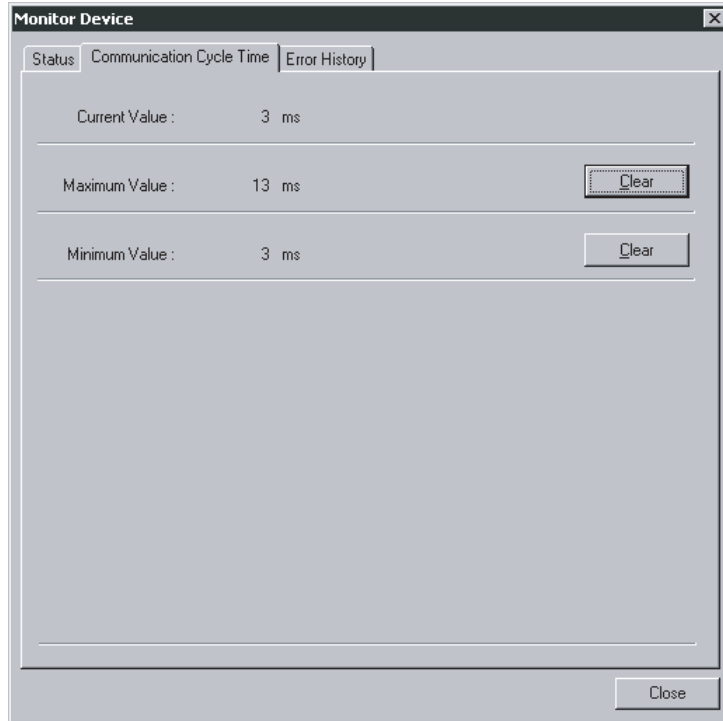 Monitor Device
Status Communication Cycle Time Error History
Current Value : 3 ms
Maximum Value : 13 ms Clear
Minimum Value : 3 ms Clear
Close